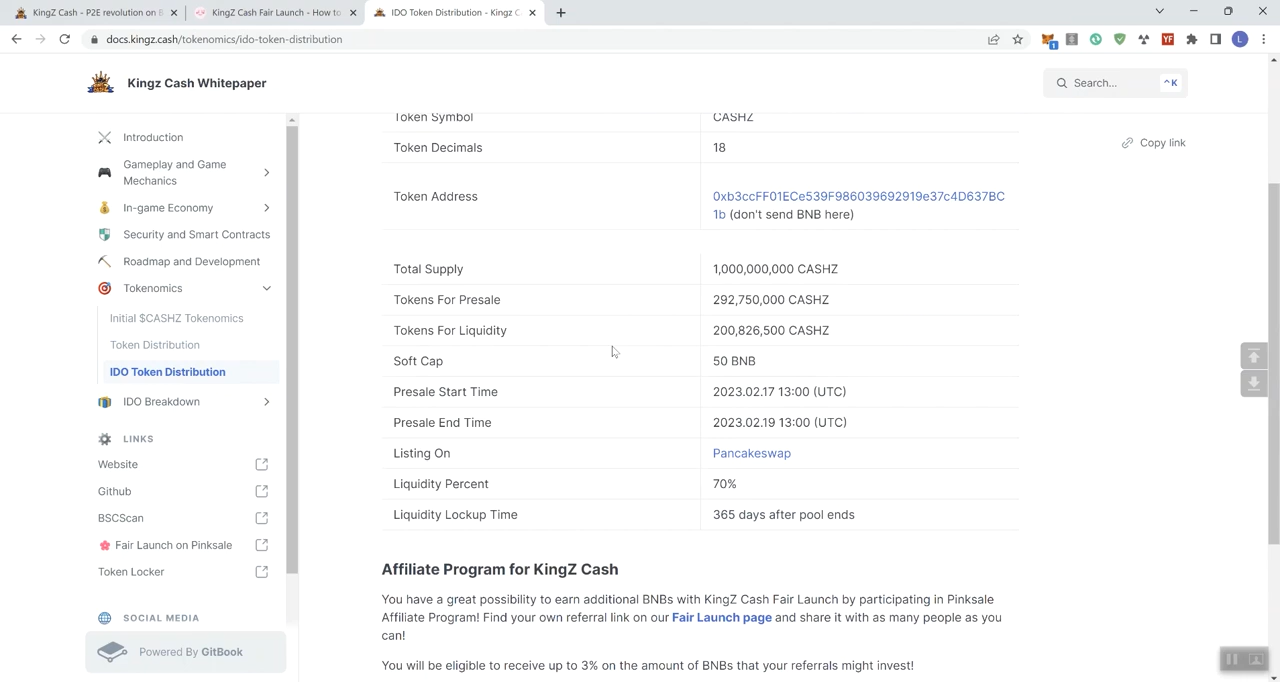 KingZ Cash - P2E revolution on B
KingZ Cash Fair Launch - How to
IDO Token Distribution - Kingz C
docs.kingz.cash/tokenomics/ido-token-distribution
1
YF
L
Kingz Cash Whitepaper
Search...
^K
Introduction
Gameplay and Game
Mechanics
In-game Economy
Security and Smart Contracts
Roadmap and Development
Tokenomics
Initial $CASHZ Tokenomics
Token Distribution
IDO Token Distribution
IDO Breakdown
LINKS
Website
Github
BSCScan
Fair Launch on Pinksale
Token Locker
SOCIAL MEDIA
Powered By GitBook
Token Symbol CASHZ
Token Decimals 18
Token Address 0xb3ccFF01ECe539F986039692919e37c4D637BC
1b (don't send BNB here)
Total Supply 1,000,000,000 CASHZ
Tokens For Presale 292,750,000 CASHZ
Tokens For Liquidity 200,826,500 CASHZ
Soft Cap 50 BNB
Presale Start Time 2023.02.17 13:00 (UTC)
Presale End Time 2023.02.19 13:00 (UTC)
Listing On Pancakeswap
Liquidity Percent 70%
Liquidity Lockup Time 365 days after pool ends
Affiliate Program for KingZ Cash
You have a great possibility to earn additional BNBs with KingZ Cash Fair Launch by participating in Pinksale
Affiliate Program! Find your own referral link on our Fair Launch page and share it with as many people as you
can!
You will be eligible to receive up to 3% on the amount of BNBs that your referrals might invest!
Copy link